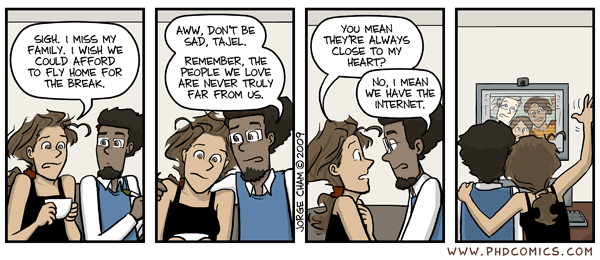 SIGH. I MISS MY
FAMILY. I WISH WE
COULD AFFORD
TO FLY HOME FOR
THE BREAK.
AWW, DON'T BE
SAD, TAJEL.
REMEMBER, THE
PEOPLE WE LOVE
ARE NEVER TRULY
FAR FROM US.
JORGE CHAM © 2009
YOU MEAN
THEY'RE ALWAYS
CLOSE TO MY
HEART?
NO, I MEAN
WE HAVE THE
INTERNET.
WWW.PHDCOMICS.COM